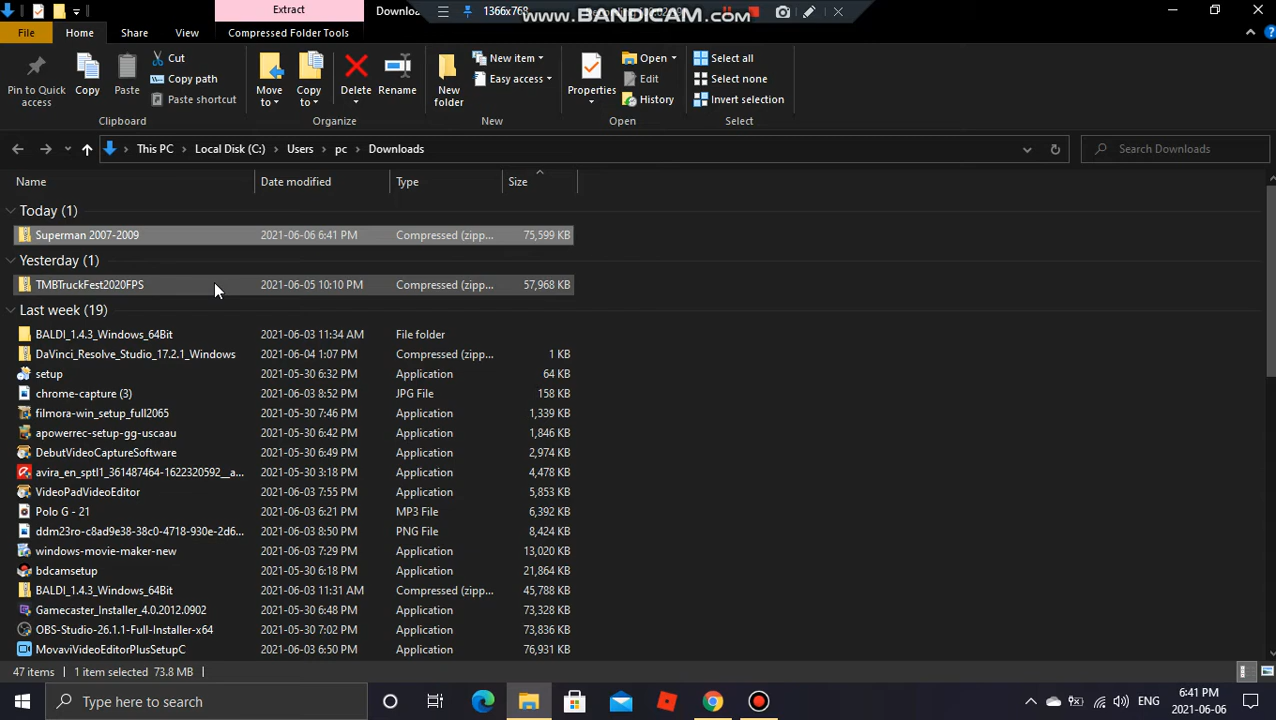 Extract
Downloa
1366x768
www.BANDICAM.com
File
Home
Share
View
Compressed Folder Tools
Pin to Quick access
Copy
Paste
Cut
Copy path
Paste shortcut
Move to
Copy to
Delete
Rename
New folder
New item
Easy access
Properties
Open
Edit
History
Select all
Select none
Invert selection
Clipboard
Organize
New
Open
Select
This PC > Local Disk (C:) > Users > pc > Downloads
Search Downloads
Name Date modified Type Size
Today (1)
Superman 2007-2009 2021-06-06 6:41 PM Compressed (zipp... 75,599 KB
Yesterday (1)
TMBTruckFest2020FPS 2021-06-05 10:10 PM Compressed (zipp... 57,968 KB
Last week (19)
BALDI_1.4.3_Windows_64Bit 2021-06-03 11:34 AM File folder
DaVinci_Resolve_Studio_17.2.1_Windows 2021-06-04 1:07 PM Compressed (zipp... 1 KB
setup 2021-05-30 6:32 PM Application 64 KB
chrome-capture (3) 2021-06-03 8:52 PM JPG File 158 KB
filmora-win_setup_full2065 2021-05-30 7:46 PM Application 1,339 KB
apowerrec-setup-gg-uscaau 2021-05-30 6:42 PM Application 1,846 KB
DebutVideoCaptureSoftware 2021-05-30 6:49 PM Application 2,974 KB
avira_en_sptl1_361487464-1622320592__a... 2021-05-30 3:18 PM Application 4,478 KB
VideoPadVideoEditor 2021-06-03 7:55 PM Application 5,853 KB
Polo G - 21 2021-06-03 6:21 PM MP3 File 6,392 KB
ddm23ro-c8ad9e38-38c0-4718-930e-2d6... 2021-06-03 8:50 PM PNG File 8,424 KB
windows-movie-maker-new 2021-06-03 7:29 PM Application 13,020 KB
bdcamsetup 2021-05-30 6:18 PM Application 21,864 KB
BALDI_1.4.3_Windows_64Bit 2021-06-03 11:31 AM Compressed (zipp... 45,788 KB
Gamecaster_Installer_4.0.2012.0902 2021-05-30 6:48 PM Application 73,328 KB
OBS-Studio-26.1.1-Full-Installer-x64 2021-05-30 7:02 PM Application 73,836 KB
MovaviVideoEditorPlusSetupC 2021-06-03 6:50 PM Application 76,931 KB
47 items 1 item selected 73.8 MB
Type here to search
ENG
6:41 PM
2021-06-06